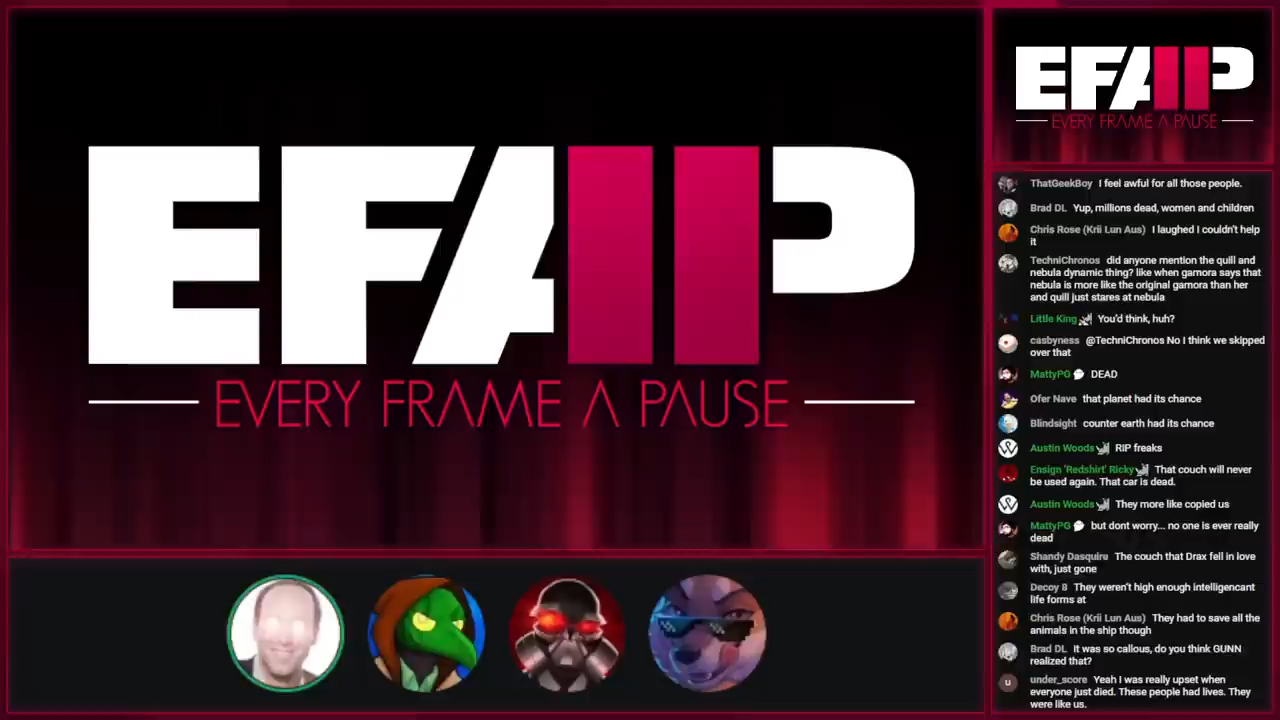 EFAP
EVERY FRAME A PAUSE
EFAP
EVERY FRAME A PAUSE
ThatGeekBoy I feel awful for all those people.
Brad DL Yup, millions dead, women and children
Chris Rose (Krii Lun Aus) I laughed I couldn't help
it
TechniChronos did anyone mention the quill and
nebula dynamic thing? like when gamora says that
nebula is more like the original gamora than her
and quill just stares at nebula
Little King You'd think, huh?
casbyness @TechniChronos No I think we skipped
over that
MattyPG DEAD
Ofer Nave that planet had its chance
Blindsight counter earth had its chance
Austin Woods RIP freaks
Ensign 'Redshirt' Ricky That couch will never
be used again. That car is dead.
Austin Woods They more like copied us
MattyPG but dont worry... no one is ever really
dead
Shandy Dasquire The couch that Drax fell in love
with, just gone
Decoy B They weren't high enough intelligencant
life forms at
Chris Rose (Krii Lun Aus) They had to save all the
animals in the ship though
Brad DL It was so callous, do you think GUNN
realized that?
u
under_score Yeah I was really upset when
everyone just died. These people had lives. They
were like us.